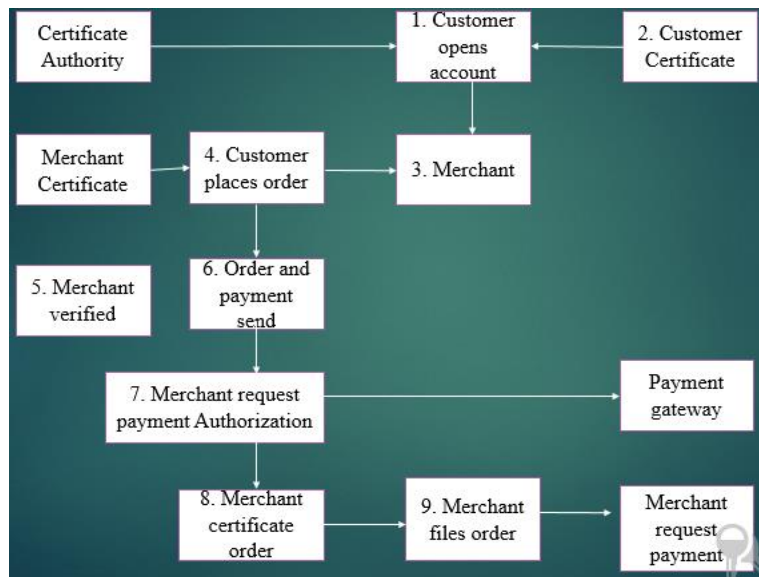 Certificate
Authority
1. Customer
opens
account
2. Customer
Certificate
Merchant
Certificate
4. Customer
places order
3. Merchant
5. Merchant
verified
6. Order and
payment
send
7. Merchant request
payment Authorization
Payment
gateway
8. Merchant
certificate
order
9. Merchant
files order
Merchant
request
payment